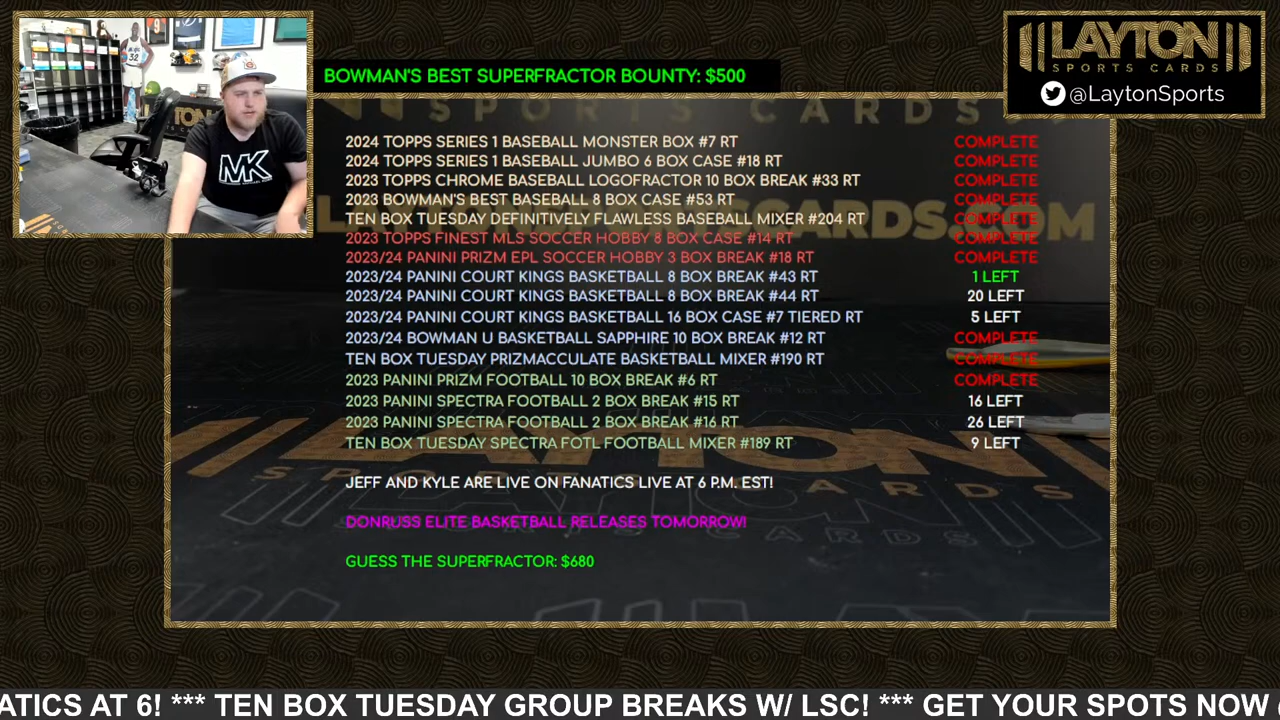 BOWMAN'S BEST SUPERFRACTOR BOUNTY: $500
LAYTON
SPORTS CARDS
@LaytonSports
32
MK
SPORTS CARDS
2024 TOPPS SERIES 1 BASEBALL MONSTER BOX #7 RT COMPLETE
2024 TOPPS SERIES 1 BASEBALL JUMBO 6 BOX CASE #18 RT COMPLETE
2023 TOPPS CHROME BASEBALL LOGOFRACTOR 10 BOX BREAK #33 RT COMPLETE
2023 BOWMAN'S BEST BASEBALL 8 BOX CASE #53 RT COMPLETE
TEN BOX TUESDAY DEFINITIVELY FLAWLESS BASEBALL MIXER #204 RT COMPLETE
2023 TOPPS FINEST MLS SOCCER HOBBY 8 BOX CASE #14 RT COMPLETE
2023/24 PANINI PRIZM EPL SOCCER HOBBY 3 BOX BREAK #18 RT COMPLETE
2023/24 PANINI COURT KINGS BASKETBALL 8 BOX BREAK #43 RT 1 LEFT
2023/24 PANINI COURT KINGS BASKETBALL 8 BOX BREAK #44 RT 20 LEFT
2023/24 PANINI COURT KINGS BASKETBALL 16 BOX CASE #7 TIERED RT 5 LEFT
2023/24 BOWMAN U BASKETBALL SAPPHIRE 10 BOX BREAK #12 RT COMPLETE
TEN BOX TUESDAY PRIZMACCULATE BASKETBALL MIXER #190 RT COMPLETE
2023 PANINI PRIZM FOOTBALL 10 BOX BREAK #6 RT COMPLETE
2023 PANINI SPECTRA FOOTBALL 2 BOX BREAK #15 RT 16 LEFT
2023 PANINI SPECTRA FOOTBALL 2 BOX BREAK #16 RT 26 LEFT
TEN BOX TUESDAY SPECTRA FOTL FOOTBALL MIXER #189 RT 9 LEFT
JEFF AND KYLE ARE LIVE ON FANATICS LIVE AT 6 P.M. EST!
DONRUSS ELITE BASKETBALL RELEASES TOMORROW!
GUESS THE SUPERFRACTOR: $680
ATICS AT 6! *** TEN BOX TUESDAY GROUP BREAKS W/ LSC! *** GET YOUR SPOTS NOW